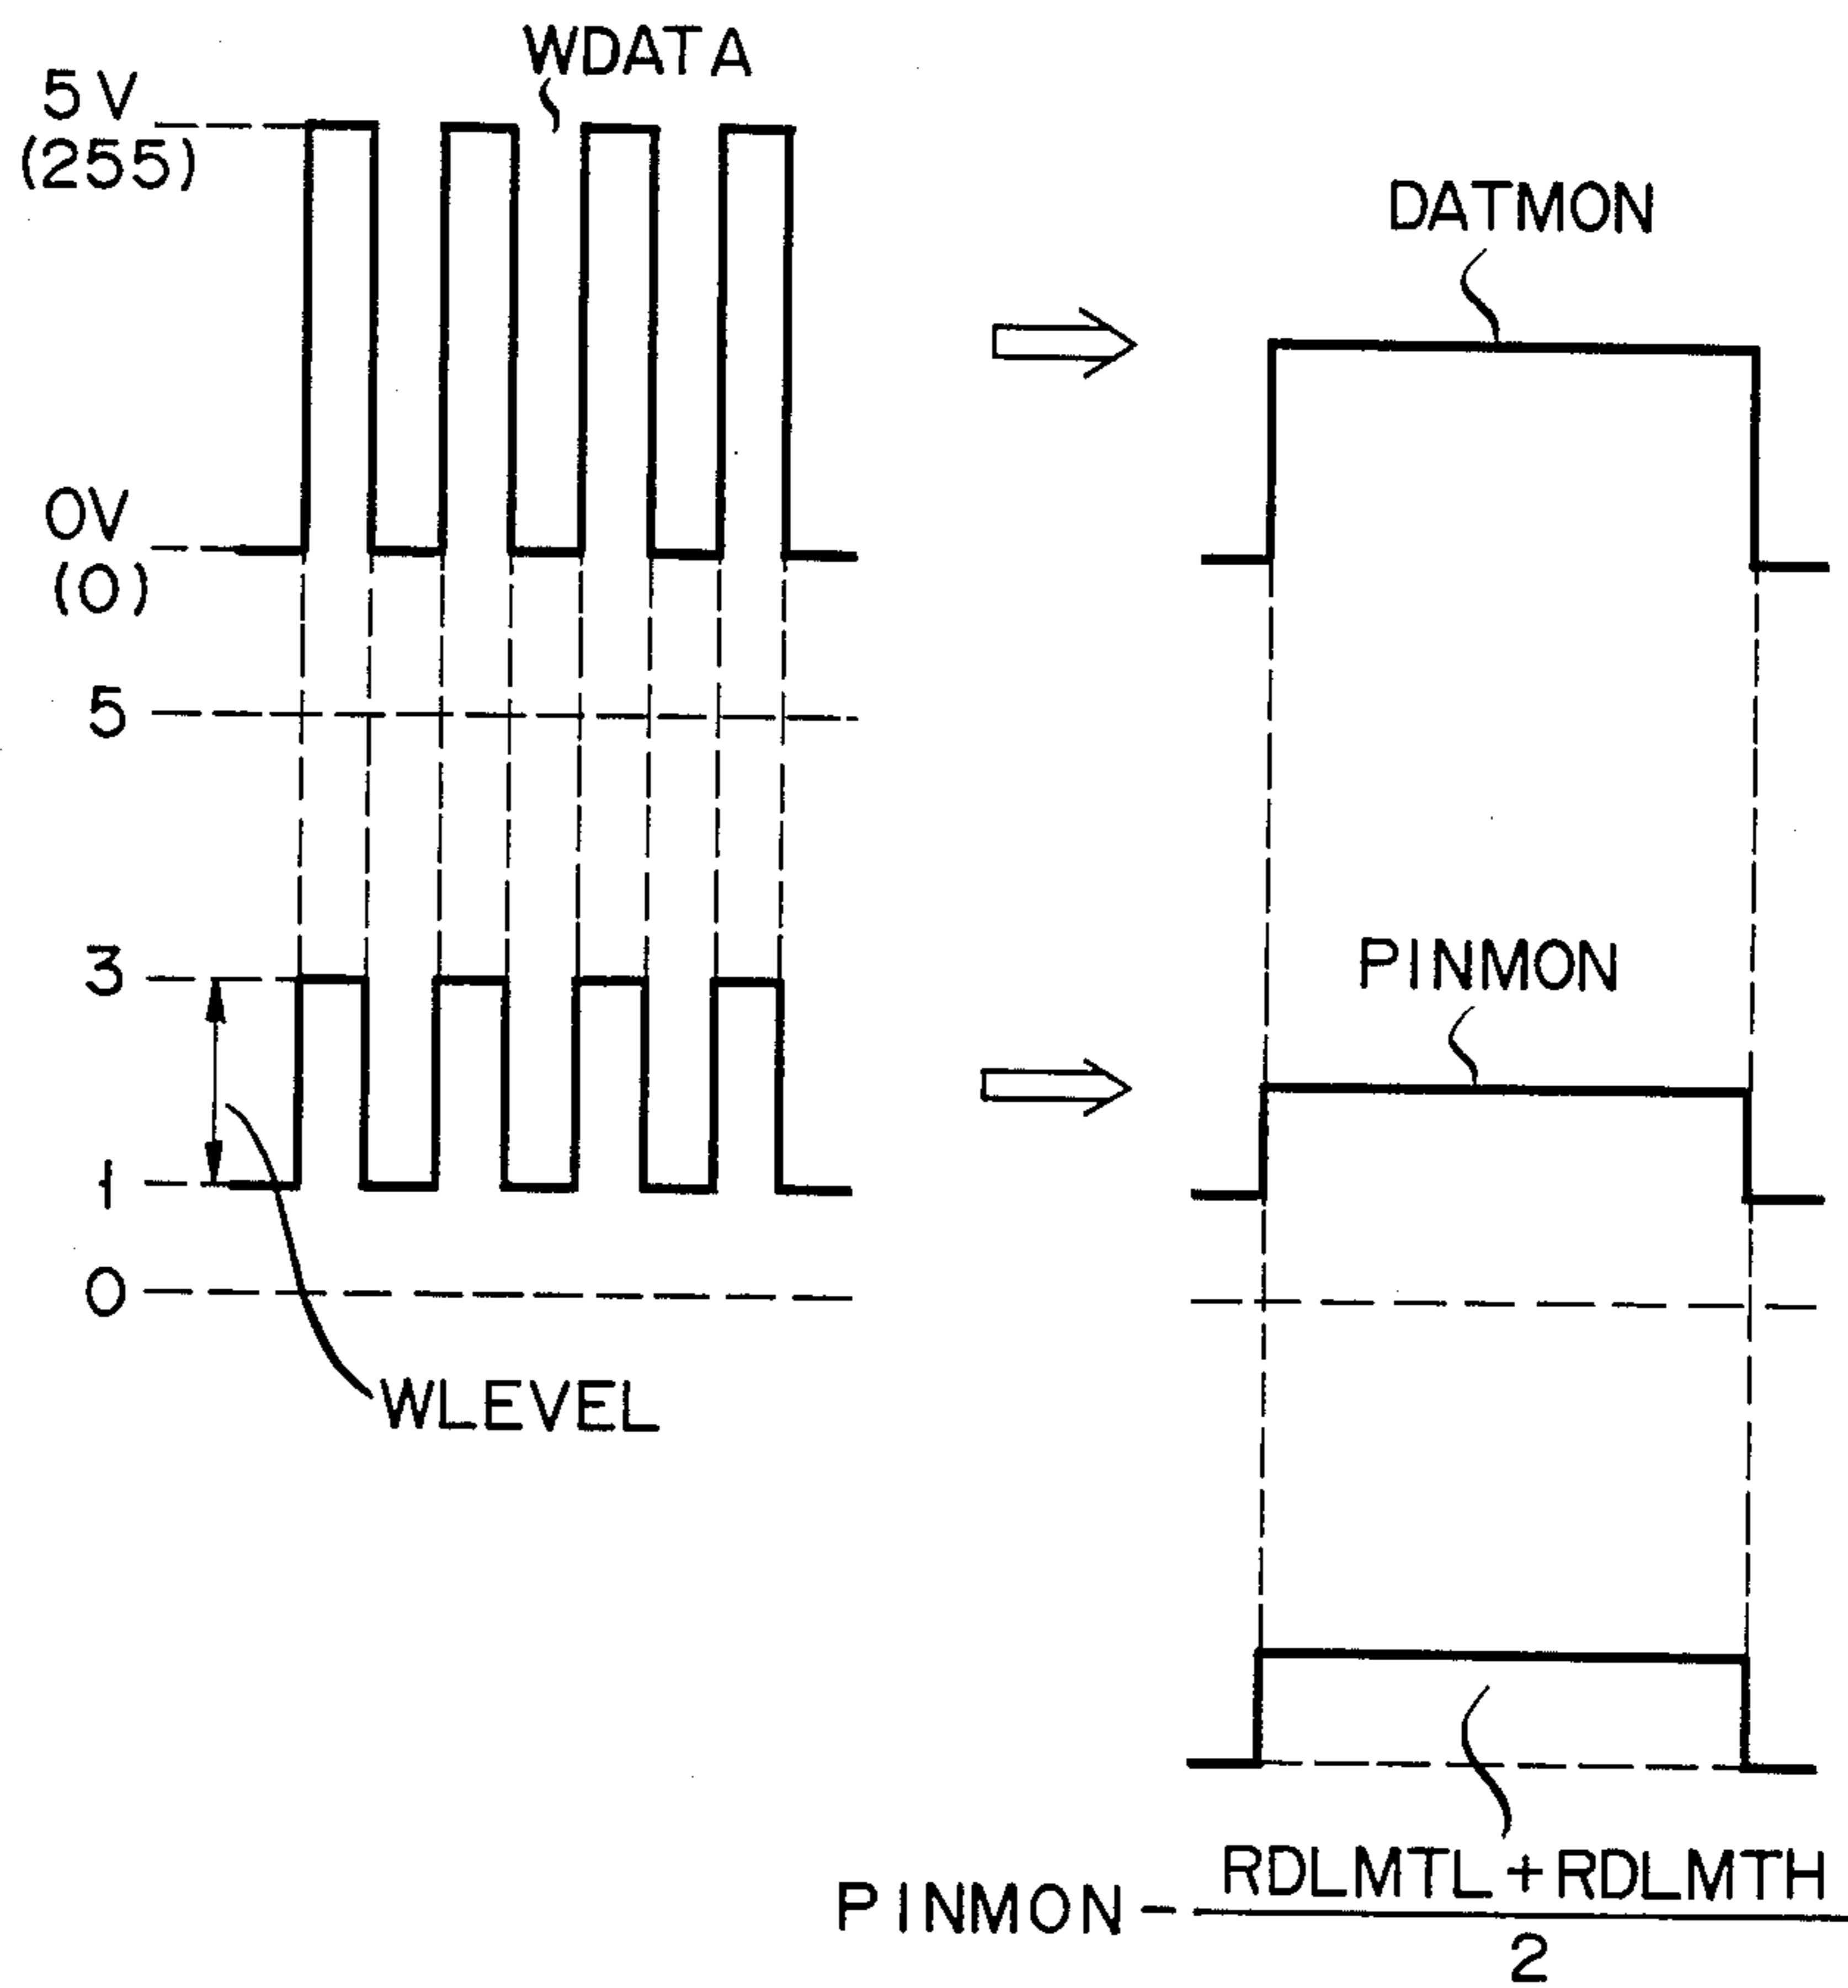 WDATA
5V
(255)
DATMON
0V
(0)
5
3
PINMON
1
0
WLEVEL
PINMON - RDLMTL + RDLMTH
2